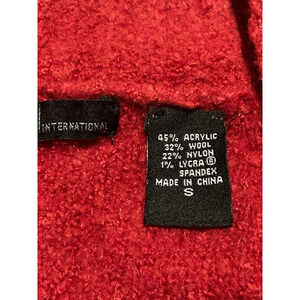 INTERNATIONAL
45% ACRYLIC
32% WOOL
22% NYLON
1% LYCRA ®
SPANDEX
MADE IN CHINA
S